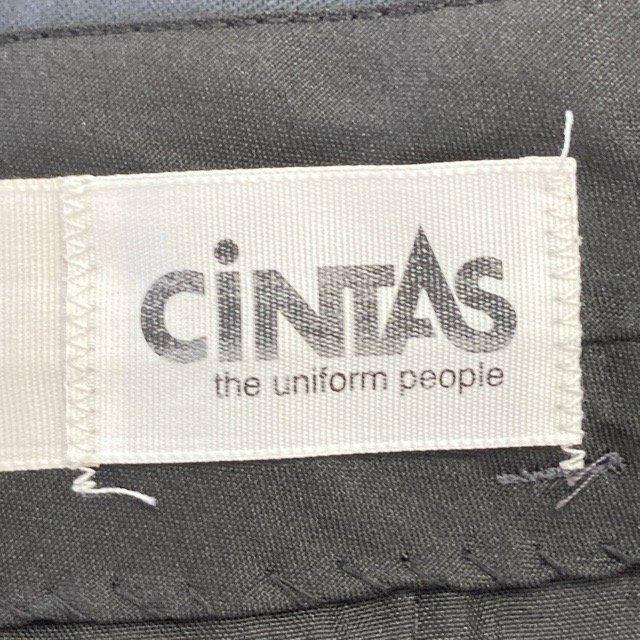 CiNTAS
the uniform people